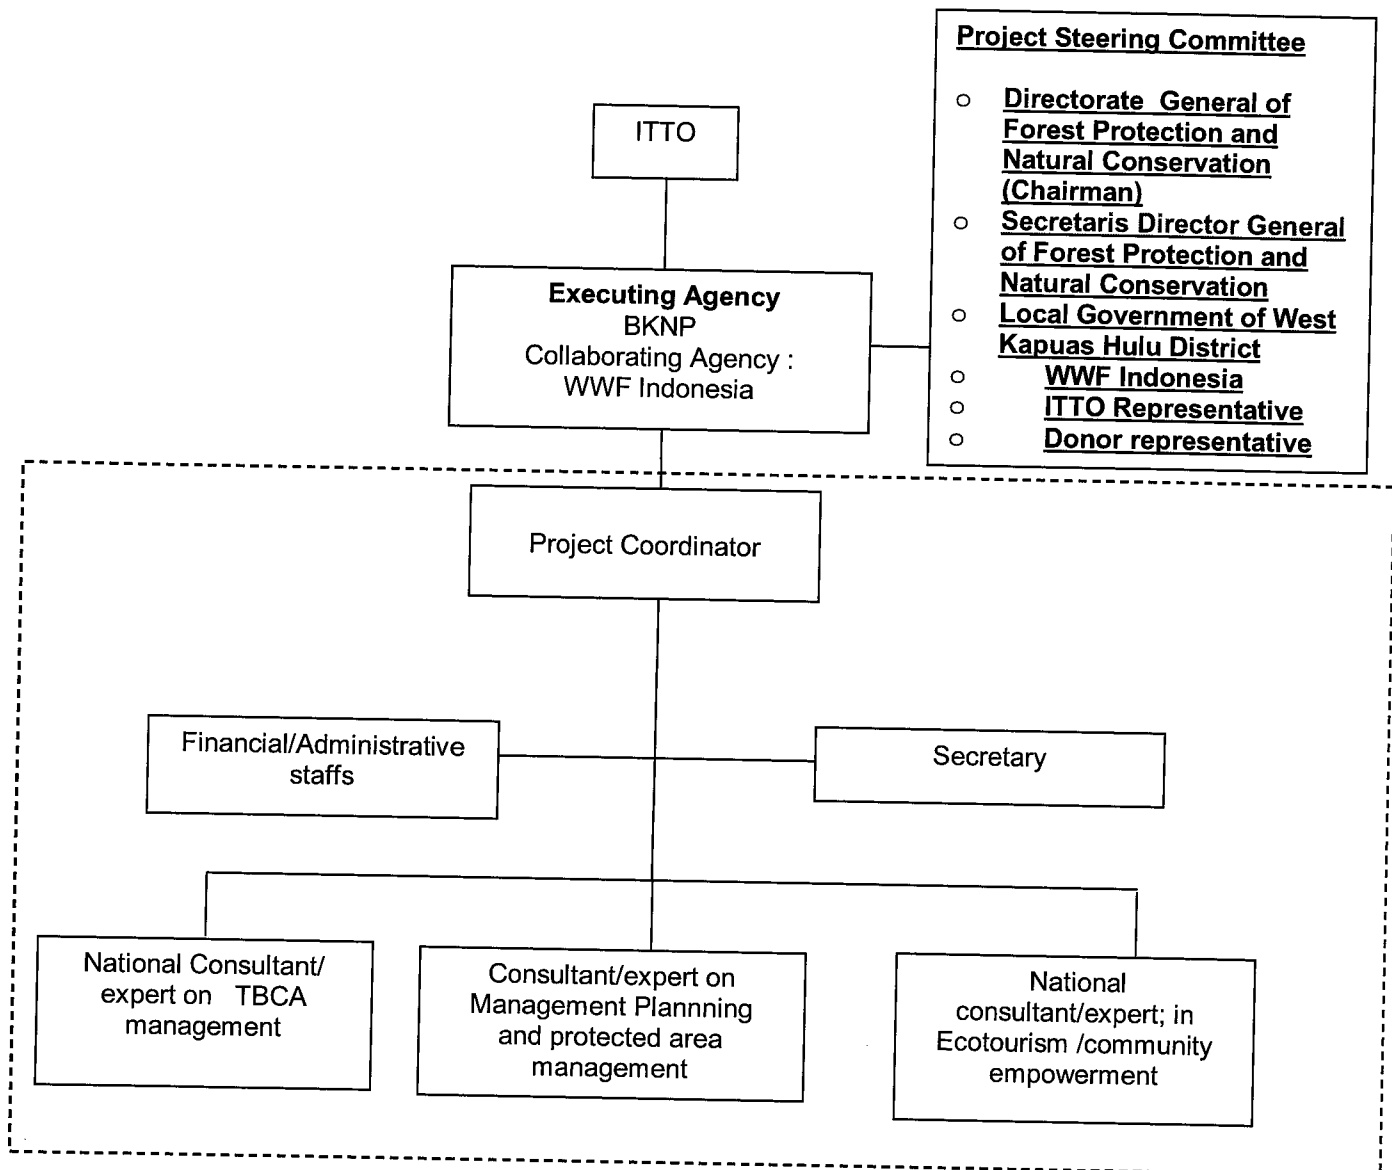 Project Steering Committee
o Directorate General of
Forest Protection and
Natural Conservation
(Chairman)
o Secretaris Director General
of Forest Protection and
Natural Conservation
o Local Government of West
Kapuas Hulu District
o WWF Indonesia
o ITTO Representative
o Donor representative
ITTO
Executing Agency
BKNP
Collaborating Agency :
WWF Indonesia
Project Coordinator
Financial/Administrative
staffs
Secretary
National Consultant/
expert on TBCA
management
Consultant/expert on
Management Plannning
and protected area
management
National
consultant/expert; in
Ecotourism /community
empowerment